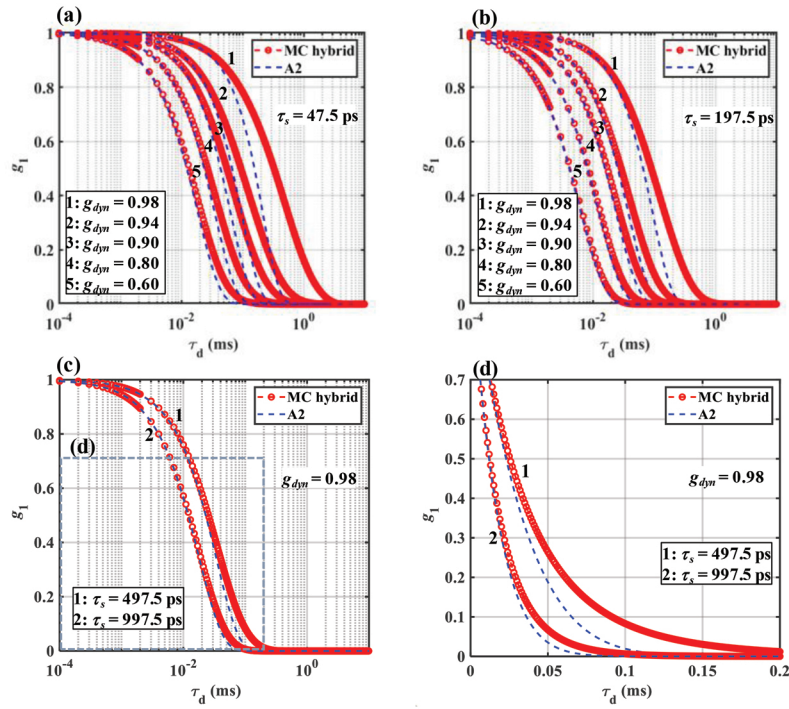 (a)
1
0.8
0.6
0.4
0.2
0
g1
MC hybrid
A2
τs = 47.5 ps
1
2
3
4
5
1: gdyn = 0.98
2: gdyn = 0.94
3: gdyn = 0.90
4: gdyn = 0.80
5: gdyn = 0.60
10-4
10-2
100
τd (ms)
(b)
1
0.8
0.6
0.4
0.2
0
g1
MC hybrid
A2
τs = 197.5 ps
1
2
3
4
5
1: gdyn = 0.98
2: gdyn = 0.94
3: gdyn = 0.90
4: gdyn = 0.80
5: gdyn = 0.60
10-4
10-2
100
τd (ms)
(c)
1
0.8
0.6
0.4
0.2
0
g1
MC hybrid
A2
1
2
(d)
gdyn = 0.98
1: τs = 497.5 ps
2: τs = 997.5 ps
10-4
10-2
100
τd (ms)
(d)
0.7
0.6
0.5
0.4
0.3
0.2
0.1
0
g1
MC hybrid
A2
1
2
gdyn = 0.98
1: τs = 497.5 ps
2: τs = 997.5 ps
0
0.05
0.1
0.15
0.2
τd (ms)